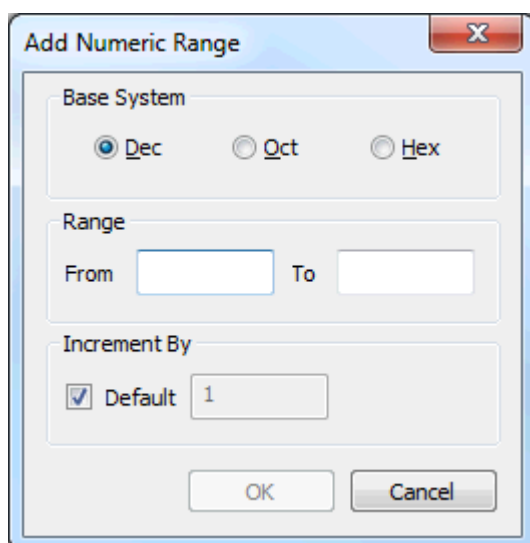 Add Numeric Range
Base System
Dec Oct Hex
Range
From To
Increment By
Default 1
OK Cancel